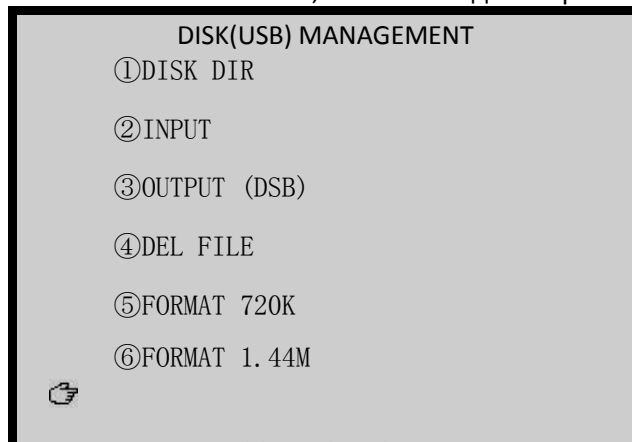 DISK(USB) MANAGEMENT
①DISK DIR
②INPUT
③OUTPUT (DSB)
④DEL FILE
⑤FORMAT 720K
⑥FORMAT 1.44M